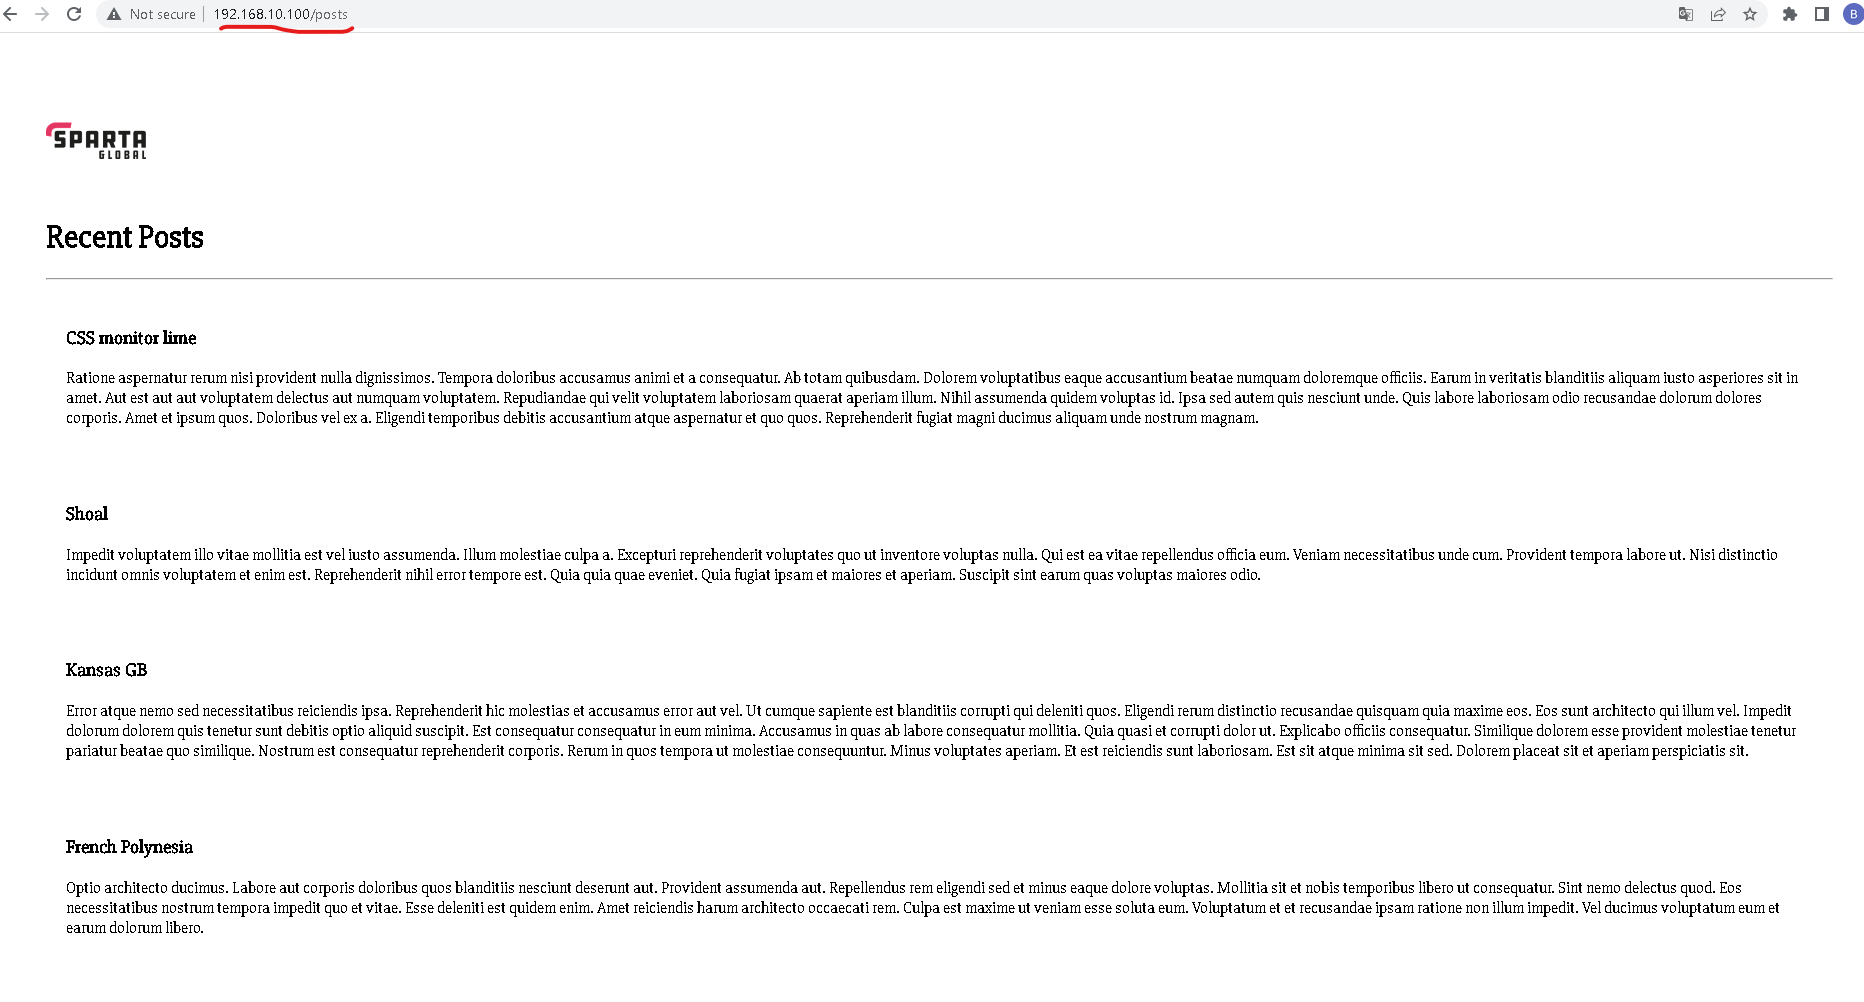 Not secure 192.168.10.100/posts
B
SPARTA
GLOBAL
Recent Posts
CSS monitor lime
Ratione aspernatur rerum nisi provident nulla dignissimos. Tempora doloribus accusamus animi et a consequatur. Ab totam quibusdam. Dolorem voluptatibus eaque accusantium beatae numquam doloremque officiis. Earum in veritatis blanditiis aliquam iusto asperiores sit in
amet. Aut est aut aut voluptatem delectus aut numquam voluptatem. Repudiandae qui velit voluptatem laboriosam quaerat aperiam illum. Nihil assumenda quidem voluptas id. Ipsa sed autem quis nesciunt unde. Quis labore laboriosam odio recusandae dolorum dolores
corporis. Amet et ipsum quos. Doloribus vel ex a. Eligendi temporibus debitis accusantium atque aspernatur et quo quos. Reprehenderit fugiat magni ducimus aliquam unde nostrum magnam.
Shoal
Impedit voluptatem illo vitae mollitia est vel iusto assumenda. Illum molestiae culpa a. Excepturi reprehenderit voluptates quo ut inventore voluptas nulla. Qui est ea vitae repellendus officia eum. Veniam necessitatibus unde cum. Provident tempora labore ut. Nisi distinctio
incidunt omnis voluptatem et enim est. Reprehenderit nihil error tempore est. Quia quia quae eveniet. Quia fugiat ipsam et maiores et aperiam. Suscipit sint earum quas voluptas maiores odio.
Kansas GB
Error atque nemo sed necessitatibus reiciendis ipsa. Reprehenderit hic molestias et accusamus error aut vel. Ut cumque sapiente est blanditiis corrupti qui deleniti quos. Eligendi rerum distinctio recusandae quisquam quia maxime eos. Eos sunt architecto qui illum vel. Impedit
dolorum dolorem quis tenetur sunt debitis optio aliquid suscipit. Est consequatur consequatur in eum minima. Accusamus in quas ab labore consequatur mollitia. Quia quasi et corrupti dolor ut. Explicabo officiis consequatur. Similique dolorem esse provident molestiae tenetur
pariatur beatae quo similique. Nostrum est consequatur reprehenderit corporis. Rerum in quos tempora ut molestiae consequuntur. Minus voluptates aperiam. Et est reiciendis sunt laboriosam. Est sit atque minima sit sed. Dolorem placeat sit et aperiam perspiciatis sit.
French Polynesia
Optio architecto ducimus. Labore aut corporis doloribus quos blanditiis nesciunt deserunt aut. Provident assumenda aut. Repellendus rem eligendi sed et minus eaque dolore voluptas. Mollitia sit et nobis temporibus libero ut consequatur. Sint nemo delectus quod. Eos
necessitatibus nostrum tempora impedit quo et vitae. Esse deleniti est quidem enim. Amet reiciendis harum architecto occaecati rem. Culpa est maxime ut veniam esse soluta eum. Voluptatum et et recusandae ipsam ratione non illum impedit. Vel ducimus voluptatum eum et
earum dolorum libero.